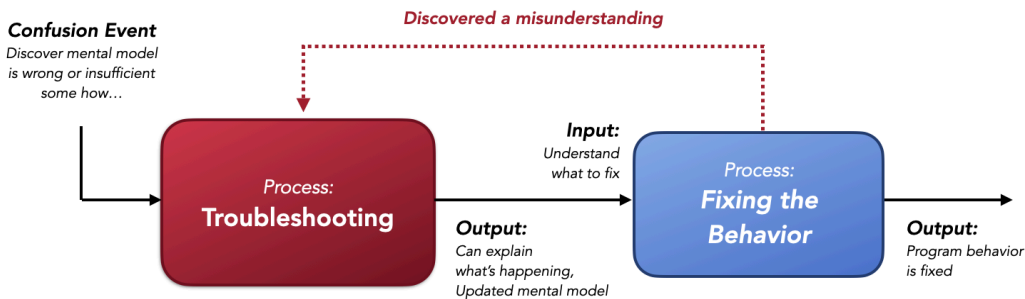 Discovered a misunderstanding
Confusion Event
Discover mental model
is wrong or insufficient
some how...
Process:
Troubleshooting
Output:
Can explain
what's happening,
Updated mental model
Input:
Understand
what to fix
Process:
Fixing the
Behavior
Output:
Program behavior
is fixed